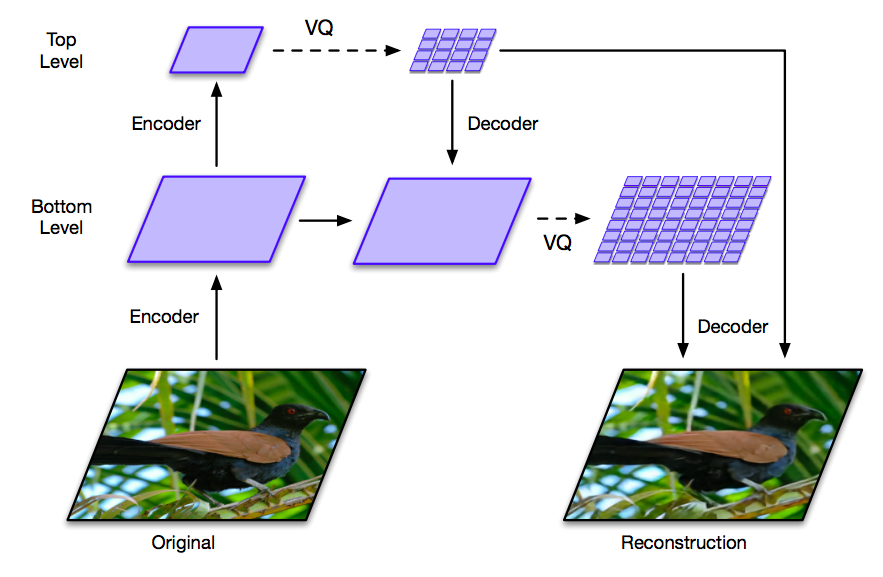 Top
Level
VQ
Encoder
Decoder
Bottom
Level
VQ
Encoder
Decoder
Original
Reconstruction